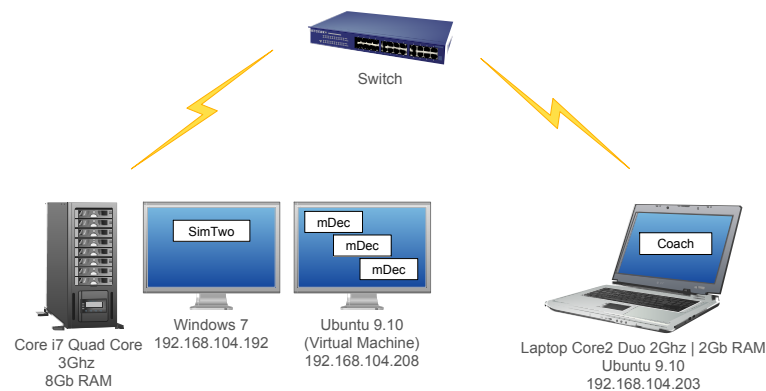 Switch
SimTwo
mDec
mDec
mDec
Coach
Core i7 Quad Core
3Ghz
8Gb RAM
Windows 7
192.168.104.192
Ubuntu 9.10
(Virtual Machine)
192.168.104.208
Laptop Core2 Duo 2Ghz | 2Gb RAM
Ubuntu 9.10
192.168.104.203